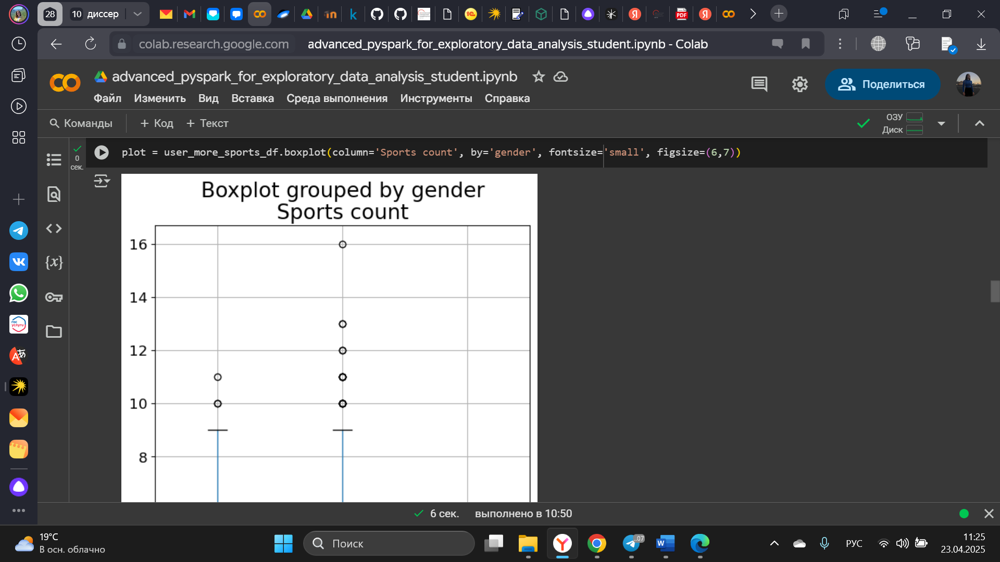 28
10 диссер
colab.research.google.com
advanced_pyspark_for_exploratory_data_analysis_student.ipynb - Colab
advanced_pyspark_for_exploratory_data_analysis_student.ipynb
Поделиться
Файл Изменить Вид Вставка Среда выполнения Инструменты Справка
Команды + Код + Текст
ОЗУ
Диск
0
сек.
plot = user_more_sports_df.boxplot(column='Sports count', by='gender', fontsize='small', figsize=(6,7))
Boxplot grouped by gender
Sports count
16
14
12
10
8
6 сек. выполнено в 10:50
19°C
В осн. облачно
Поиск
..07
РУС
11:25
23.04.2025